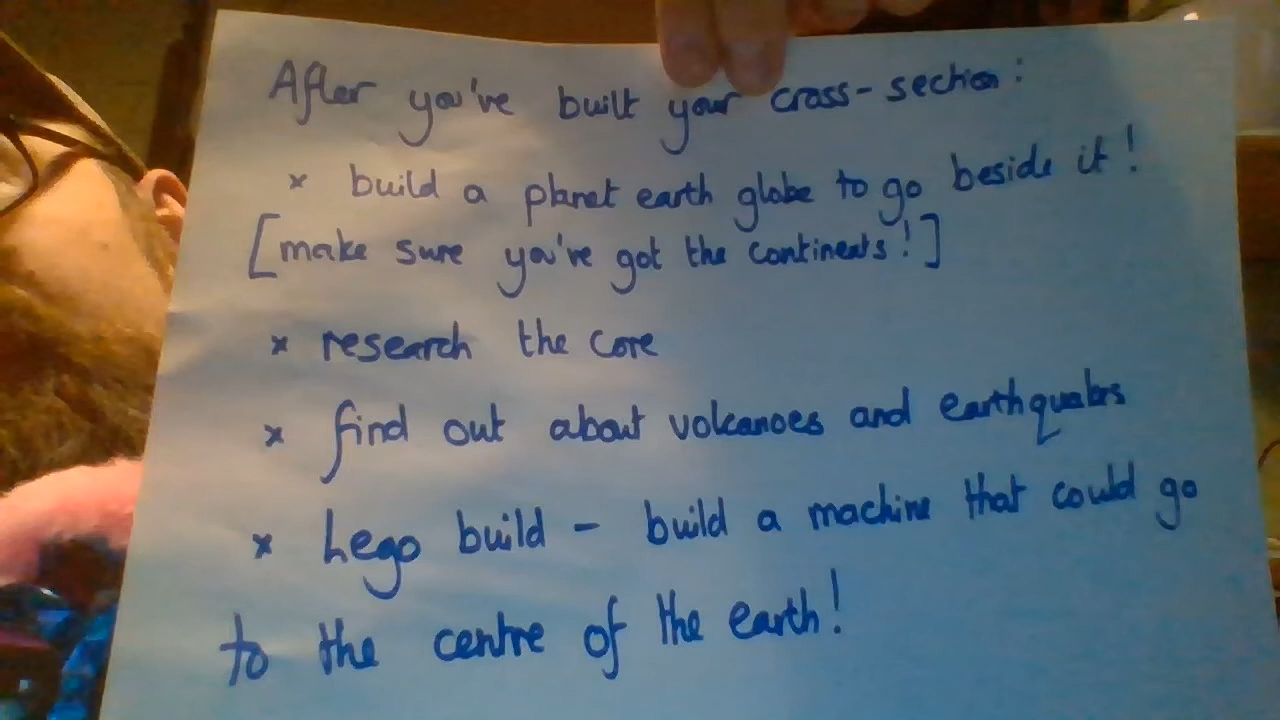 After you've built your cross-section:
× build a planet earth globe to go beside it!
[make sure you've got the continents!]
× research the core
× find out about volcanoes and earthquakes
× Lego build - build a machine that could go
to the centre of the earth!